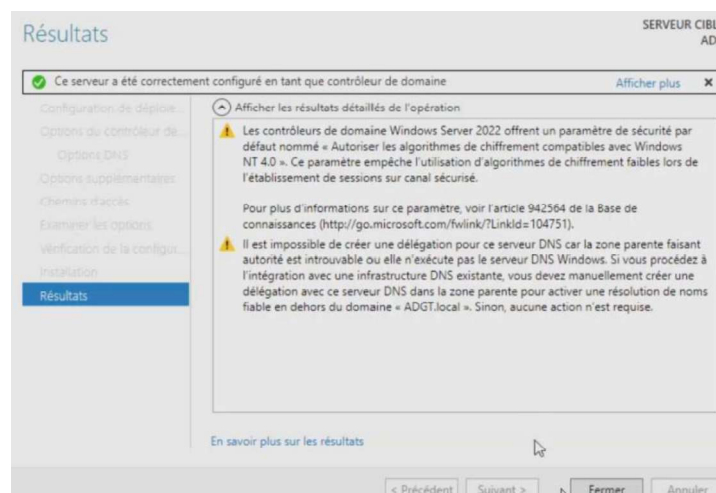 Résultats
SERVEUR CIBL
AD
Ce serveur a été correctement configuré en tant que contrôleur de domaine
Afficher plus
Configuration de déploie...
Options du contrôleur de...
Options DNS
Options supplémentaires
Chemins d'accès
Examiner les options
Vérification de la configur...
Installation
Résultats
Afficher les résultats détaillés de l'opération
Les contrôleurs de domaine Windows Server 2022 offrent un paramètre de sécurité par
défaut nommé « Autoriser les algorithmes de chiffrement compatibles avec Windows
NT 4.0 ». Ce paramètre empêche l'utilisation d'algorithmes de chiffrement faibles lors de
l'établissement de sessions sur canal sécurisé.
Pour plus d'informations sur ce paramètre, voir l'article 942564 de la Base de
connaissances (http://go.microsoft.com/fwlink/?LinkId=104751).
Il est impossible de créer une délégation pour ce serveur DNS car la zone parente faisant
autorité est introuvable ou elle n'exécute pas le serveur DNS Windows. Si vous procédez à
l'intégration avec une infrastructure DNS existante, vous devez manuellement créer une
délégation avec ce serveur DNS dans la zone parente pour activer une résolution de noms
fiable en dehors du domaine « ADGT.local ». Sinon, aucune action n'est requise.
En savoir plus sur les résultats
< Précédent
Suivant >
Fermer
Annuler